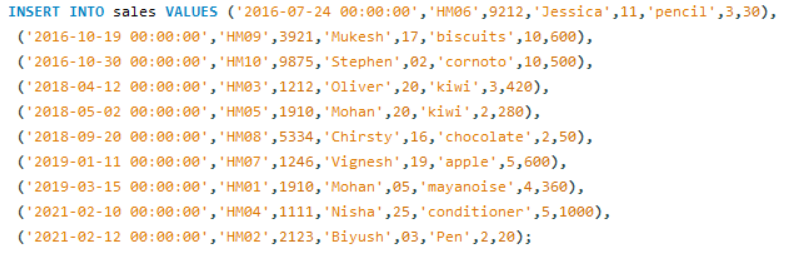 INSERT INTO sales VALUES ('2016-07-24 00:00:00','HM06',9212,'Jessica',11,'pencil',3,30),
('2016-10-19 00:00:00','HM09',3921,'Mukesh',17,'biscuits',10,600),
('2016-10-30 00:00:00','HM10',9875,'Stephen',02,'cornoto',10,500),
('2018-04-12 00:00:00','HM03',1212,'Oliver',20,'kiwi',3,420),
('2018-05-02 00:00:00','HM05',1910,'Mohan',20,'kiwi',2,280),
('2018-09-20 00:00:00','HM08',5334,'Chirsty',16,'chocolate',2,50),
('2019-01-11 00:00:00','HM07',1246,'Vignesh',19,'apple',5,600),
('2019-03-15 00:00:00','HM01',1910,'Mohan',05,'mayanoise',4,360),
('2021-02-10 00:00:00','HM04',1111,'Nisha',25,'conditioner',5,1000),
('2021-02-12 00:00:00','HM02',2123,'Biyush',03,'Pen',2,20);